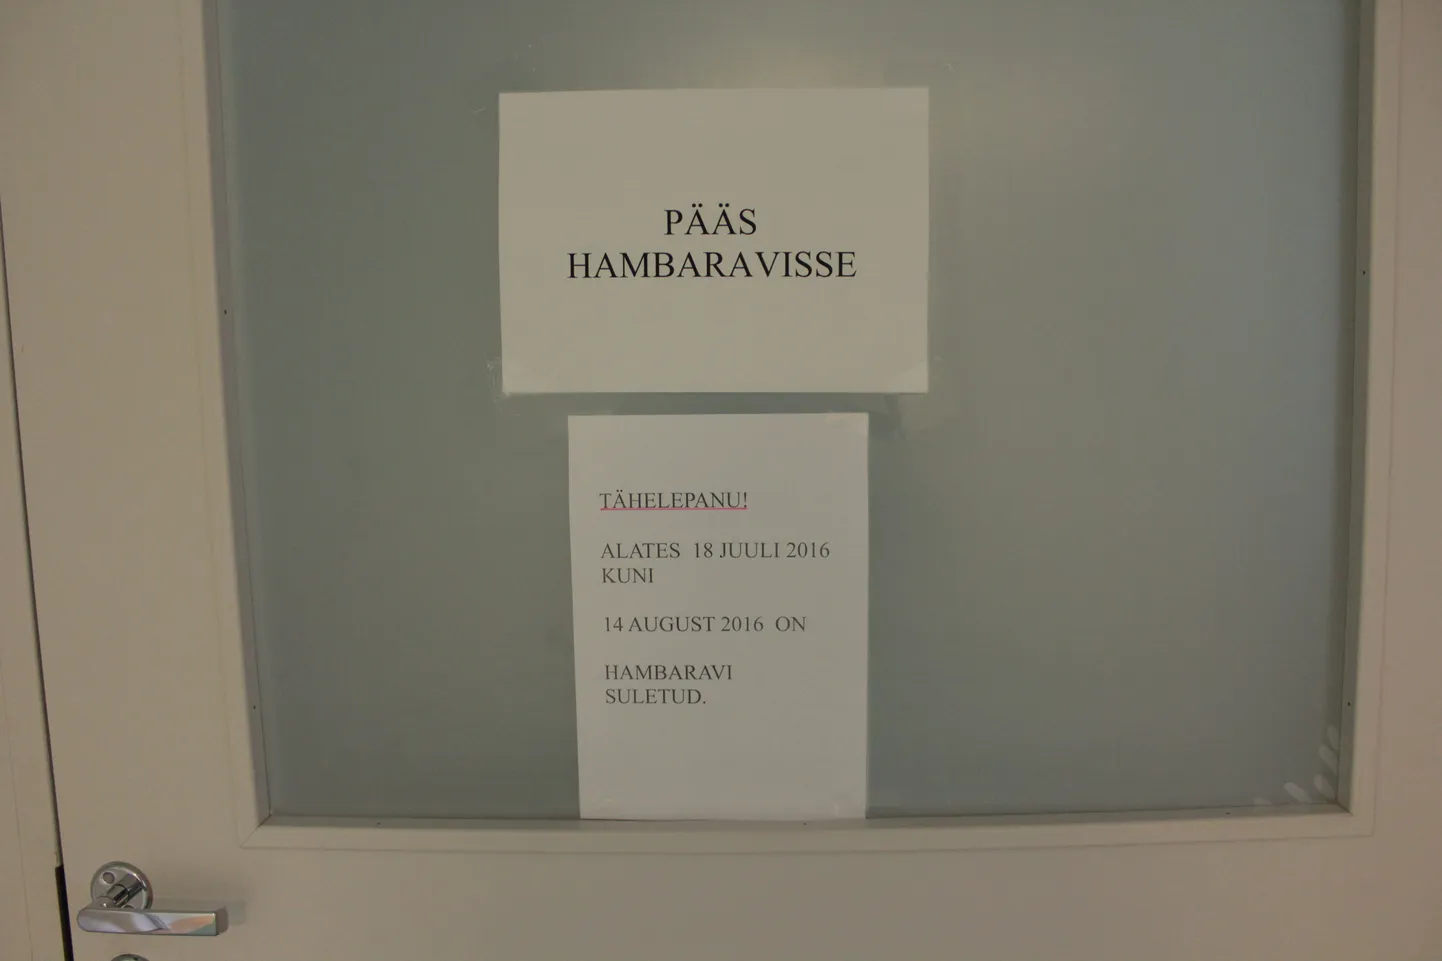 PÄÄS
HAMBARAVISSE
TÄHELEPANU!
ALATES 18 JUULI 2016
KUNI
14 AUGUST 2016 ON
HAMBARAVI
SULETUD.